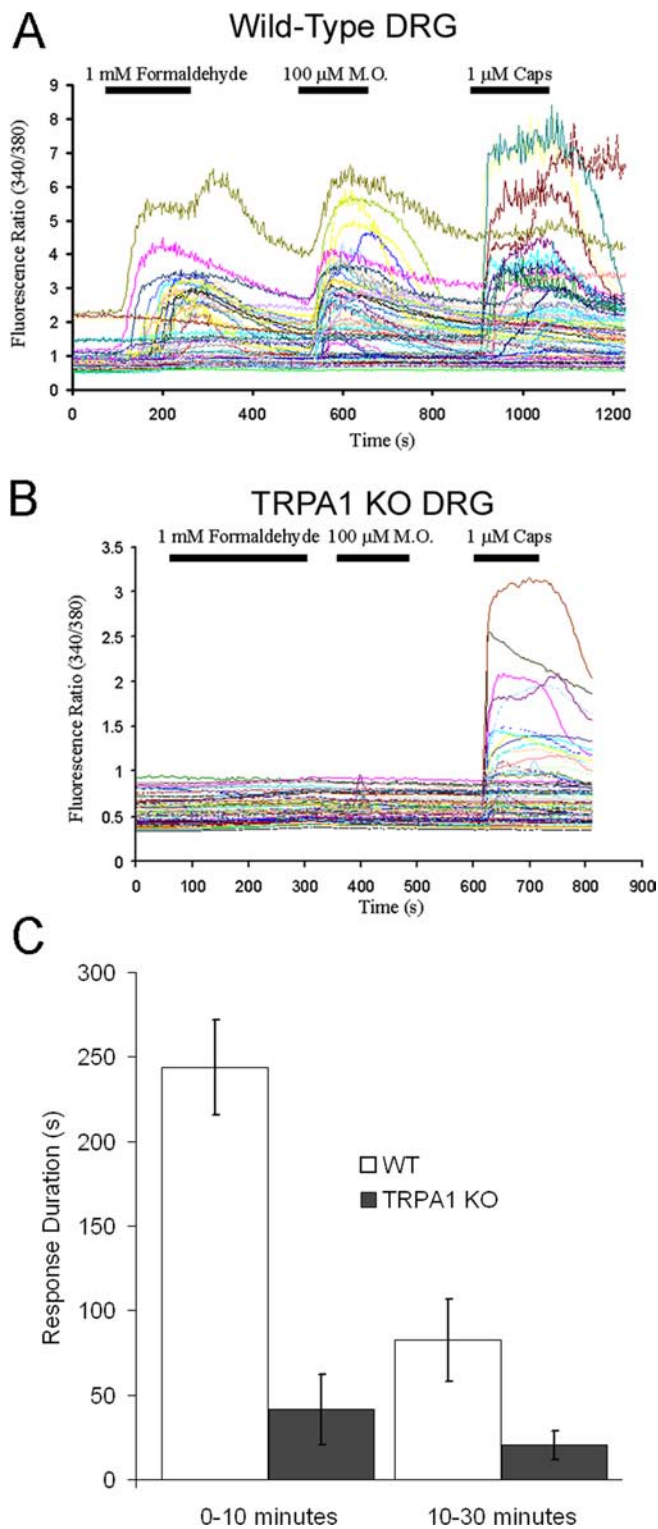 A
Wild-Type DRG
1 mM Formaldehyde 100 µM M.O. 1 µM Caps
Fluorescence Ratio (340/380)
9
8
7
6
5
4
3
2
1
0
0 200 400 600 800 1000 1200
Time (s)
B
TRPA1 KO DRG
1 mM Formaldehyde 100 µM M.O. 1 µM Caps
Fluorescence Ratio (340/380)
3.5
3
2.5
2
1.5
1
0.5
0
0 100 200 300 400 500 600 700 800 900
Time (s)
C
Response Duration (s)
300
250
200
150
100
50
0
WT
TRPA1 KO
0-10 minutes 10-30 minutes